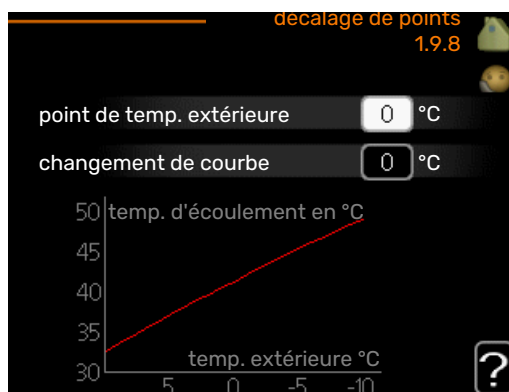 décalage de points
1.9.8
point de temp. extérieure 0 °C
changement de courbe 0 °C
50 temp. d'écoulement en °C
45
40
35
30
temp. extérieure °C
5 0 -5 -10
?